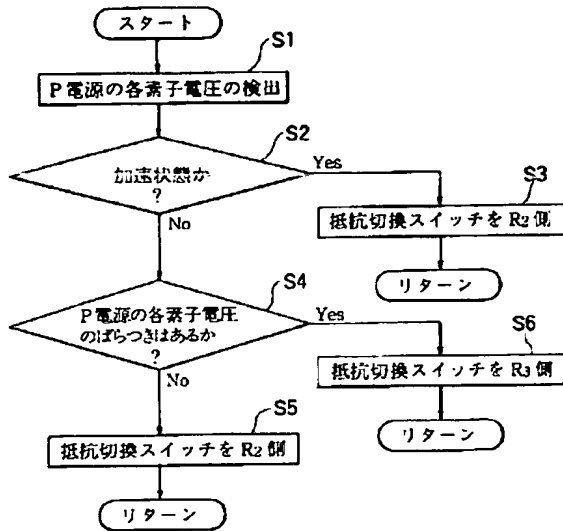 スタート
S1
P電源の各素子電圧の検出
S2
加速状態か
?
Yes
No
S3
抵抗切換スイッチをR2側
リターン
S4
P電源の各素子電圧
のばらつきはあるか
?
Yes
No
S6
抵抗切換スイッチをR3側
リターン
S5
抵抗切換スイッチをR2側
リターン